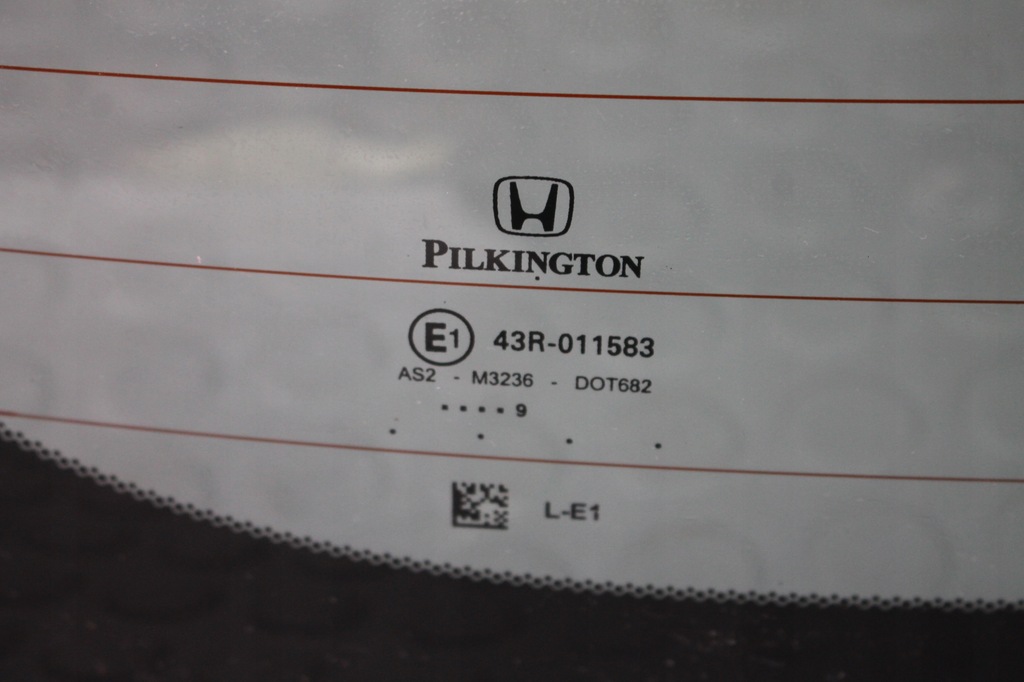 PILKINGTON
E1 43R-011583
AS2 - M3236 - DOT682
....9
. . . .
L-E1